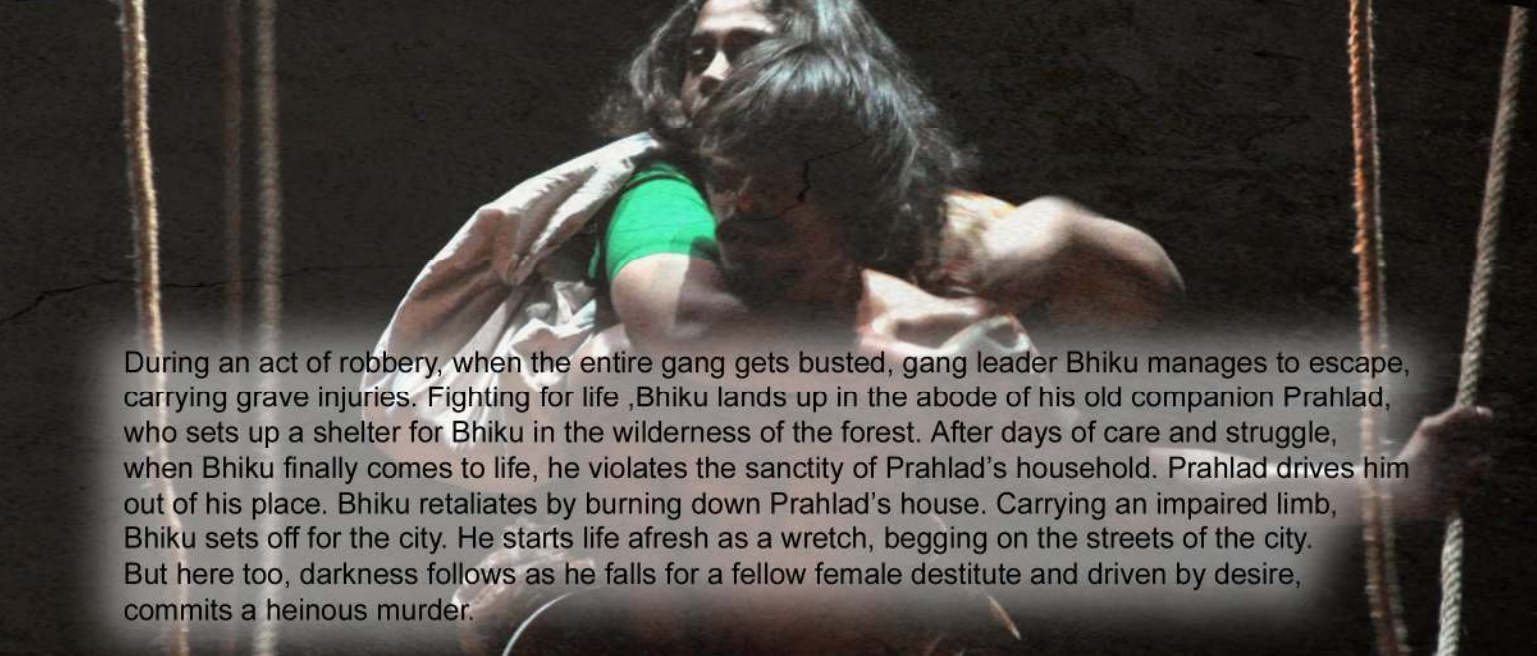 During an act of robbery, when the entire gang gets busted, gang leader Bhiku manages to escape,
carrying grave injuries. Fighting for life ,Bhiku lands up in the abode of his old companion Prahlad,
who sets up a shelter for Bhiku in the wilderness of the forest. After days of care and struggle,
when Bhiku finally comes to life, he violates the sanctity of Prahlad’s household. Prahlad drives him
out of his place. Bhiku retaliates by burning down Prahlad’s house. Carrying an impaired limb,
Bhiku sets off for the city. He starts life afresh as a wretch, begging on the streets of the city.
But here too, darkness follows as he falls for a fellow female destitute and driven by desire,
commits a heinous murder.